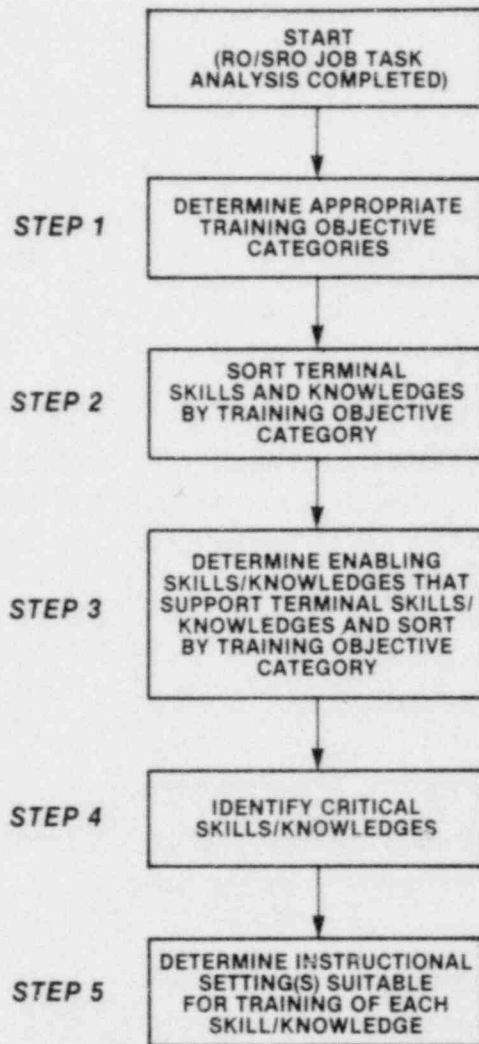 START
(RO/SRO JOB TASK
ANALYSIS COMPLETED)
STEP 1
DETERMINE APPROPRIATE
TRAINING OBJECTIVE
CATEGORIES
STEP 2
SORT TERMINAL
SKILLS AND KNOWLEDGES
BY TRAINING OBJECTIVE
CATEGORY
STEP 3
DETERMINE ENABLING
SKILLS/KNOWLEDGES THAT
SUPPORT TERMINAL SKILLS/
KNOWLEDGES AND SORT
BY TRAINING OBJECTIVE
CATEGORY
STEP 4
IDENTIFY CRITICAL
SKILLS/KNOWLEDGES
STEP 5
DETERMINE INSTRUCTIONAL
SETTING(S) SUITABLE
FOR TRAINING OF EACH
SKILL/KNOWLEDGE